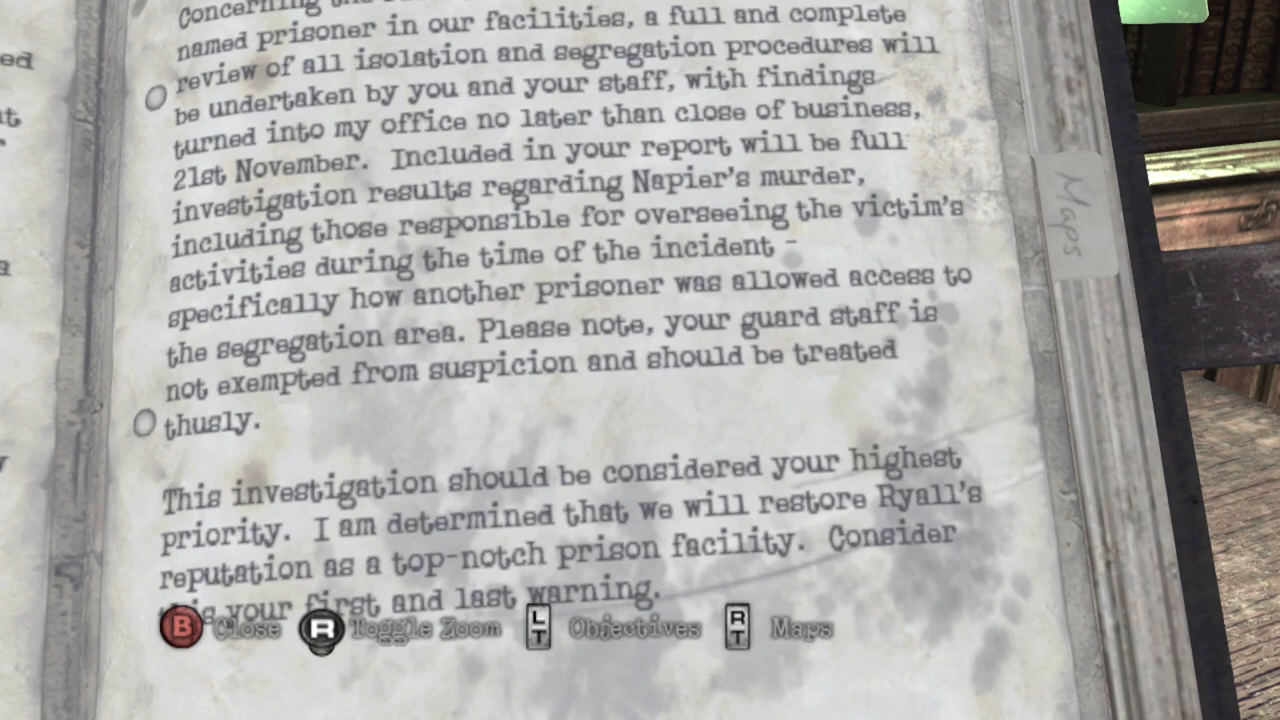 ed
Concerning the
named prisoner in our facilities, a full and complete
review of all isolation and segregation procedures will
be undertaken by you and your staff, with findings
turned into my office no later than close of business,
21st November. Included in your report will be full
investigation results regarding Napier's murder,
including those responsible for overseeing the victim's
activities during the time of the incident -
specifically how another prisoner was allowed access to
the segregation area. Please note, your guard staff is
not exempted from suspicion and should be treated
thusly.
This investigation should be considered your highest
priority. I am determined that we will restore Ryall's
reputation as a top-notch prison facility. Consider
this your first and last warning.
Maps
B Close R Toggle Zoom LT Objectives RT Maps